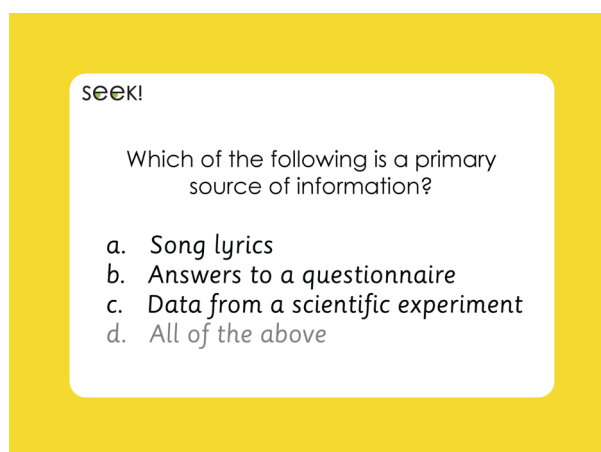 seeK!
Which of the following is a primary
source of information?
a. Song lyrics
b. Answers to a questionnaire
c. Data from a scientific experiment
d. All of the above